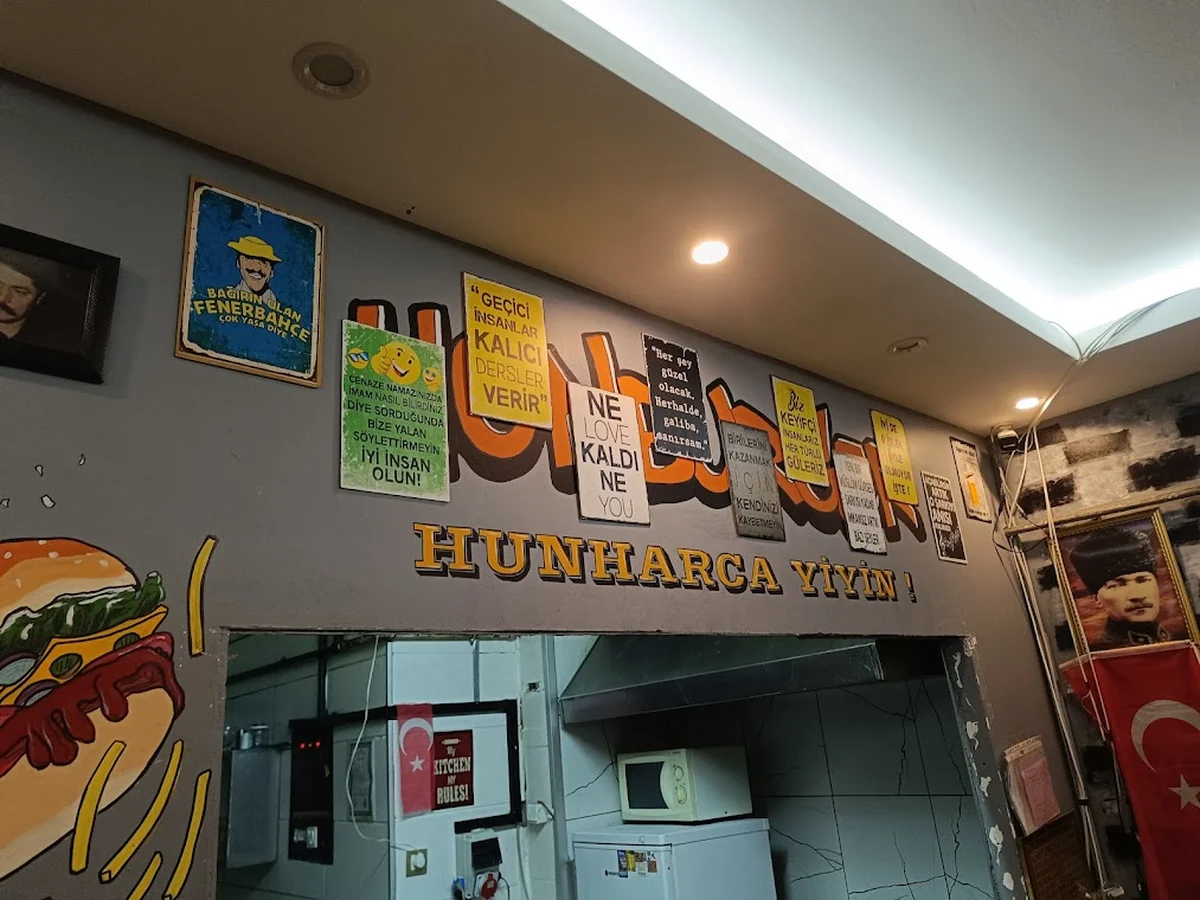 BAĞIRIN ULAN
FENERBAHÇE
ÇOK YAŞA DİYE
CENAZE NAMAZINIZDA
İMAM NASIL BİLİRDİNİZ
DİYE SORDUĞUNDA
BİZE YALAN
SÖYLETTİRMEYİN
İYİ İNSAN
OLUN!
"GEÇİCİ
İNSANLAR
KALICI
DERSLER
VERİR"
NE
LOVE
KALDI
NE
YOU
"Her şey
güzel
olacak.
Herhalde,
galiba,
sanırsam."
BİRİLERİNİ
KAZANMAK
İÇİN
KENDİNİZİ
KAYBETMEYİN
Biz
KEYİFÇİ
İNSANLARIZ
HER TÜRLÜ
GÜLERİZ
İŞTE!
HUNHARCA YİYİN !
My
KITCHEN
MY
RULES!